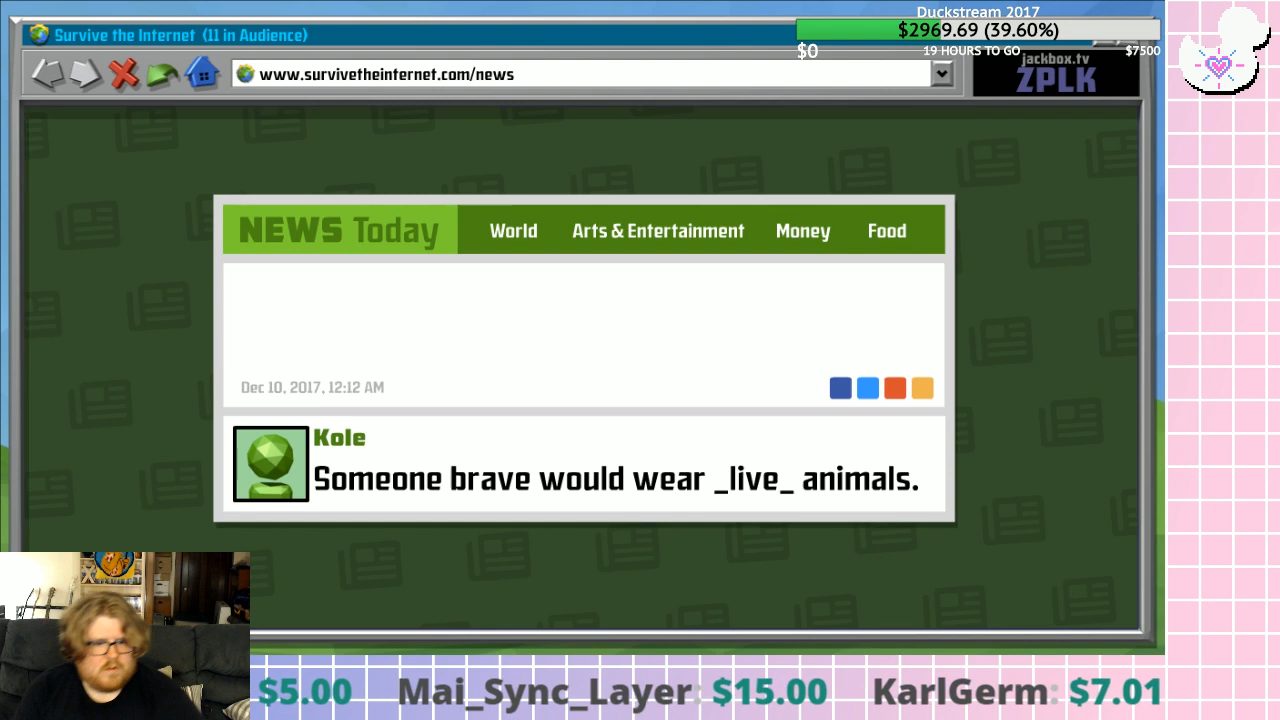 Duckstream 2017
Survive the Internet (11 in Audience)
$2969.69 (39.60%)
$0
19 HOURS TO GO
$7500
www.survivetheinternet.com/news
jackbox.tv
ZPLK
NEWS Today
World
Arts & Entertainment
Money
Food
Dec 10, 2017, 12:12 AM
Kole
Someone brave would wear _live_ animals.
$5.00 Mai_Sync_Layer: $15.00 KarlGerm: $7.01